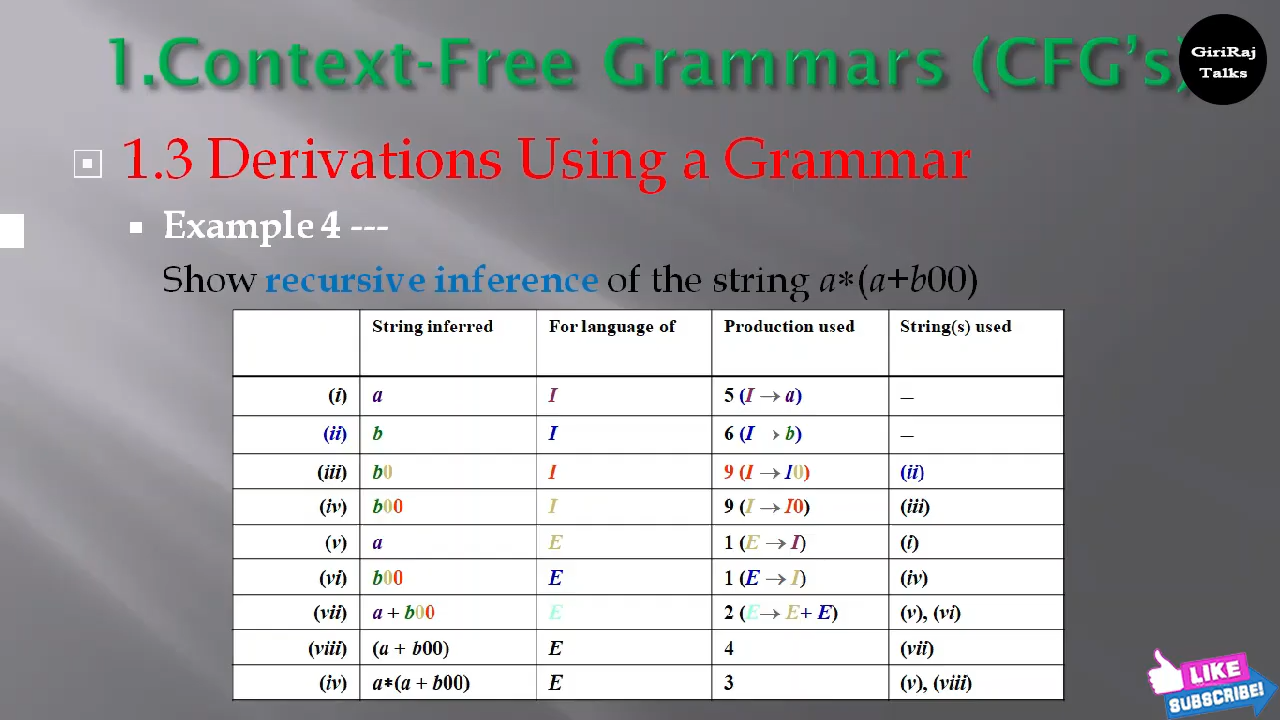 1.Context-Free Grammars (CFG's)
GiriRaj
Talks
1.3 Derivations Using a Grammar
Example 4 ---
Show recursive inference of the string a*(a+b00)
String inferred For language of Production used String(s) used
(i) a I 5 (I → a) —
(ii) b I 6 (I → b) —
(iii) b0 I 9 (I → I0) (ii)
(iv) b00 I 9 (I → I0) (iii)
(v) a E 1 (E → I) (i)
(vi) b00 E 1 (E → I) (iv)
(vii) a + b00 E 2 (E → E + E) (v), (vi)
(viii) (a + b00) E 4 (vii)
(iv) a*(a + b00) E 3 (v), (viii)
LIKE
SUBSCRIBE!